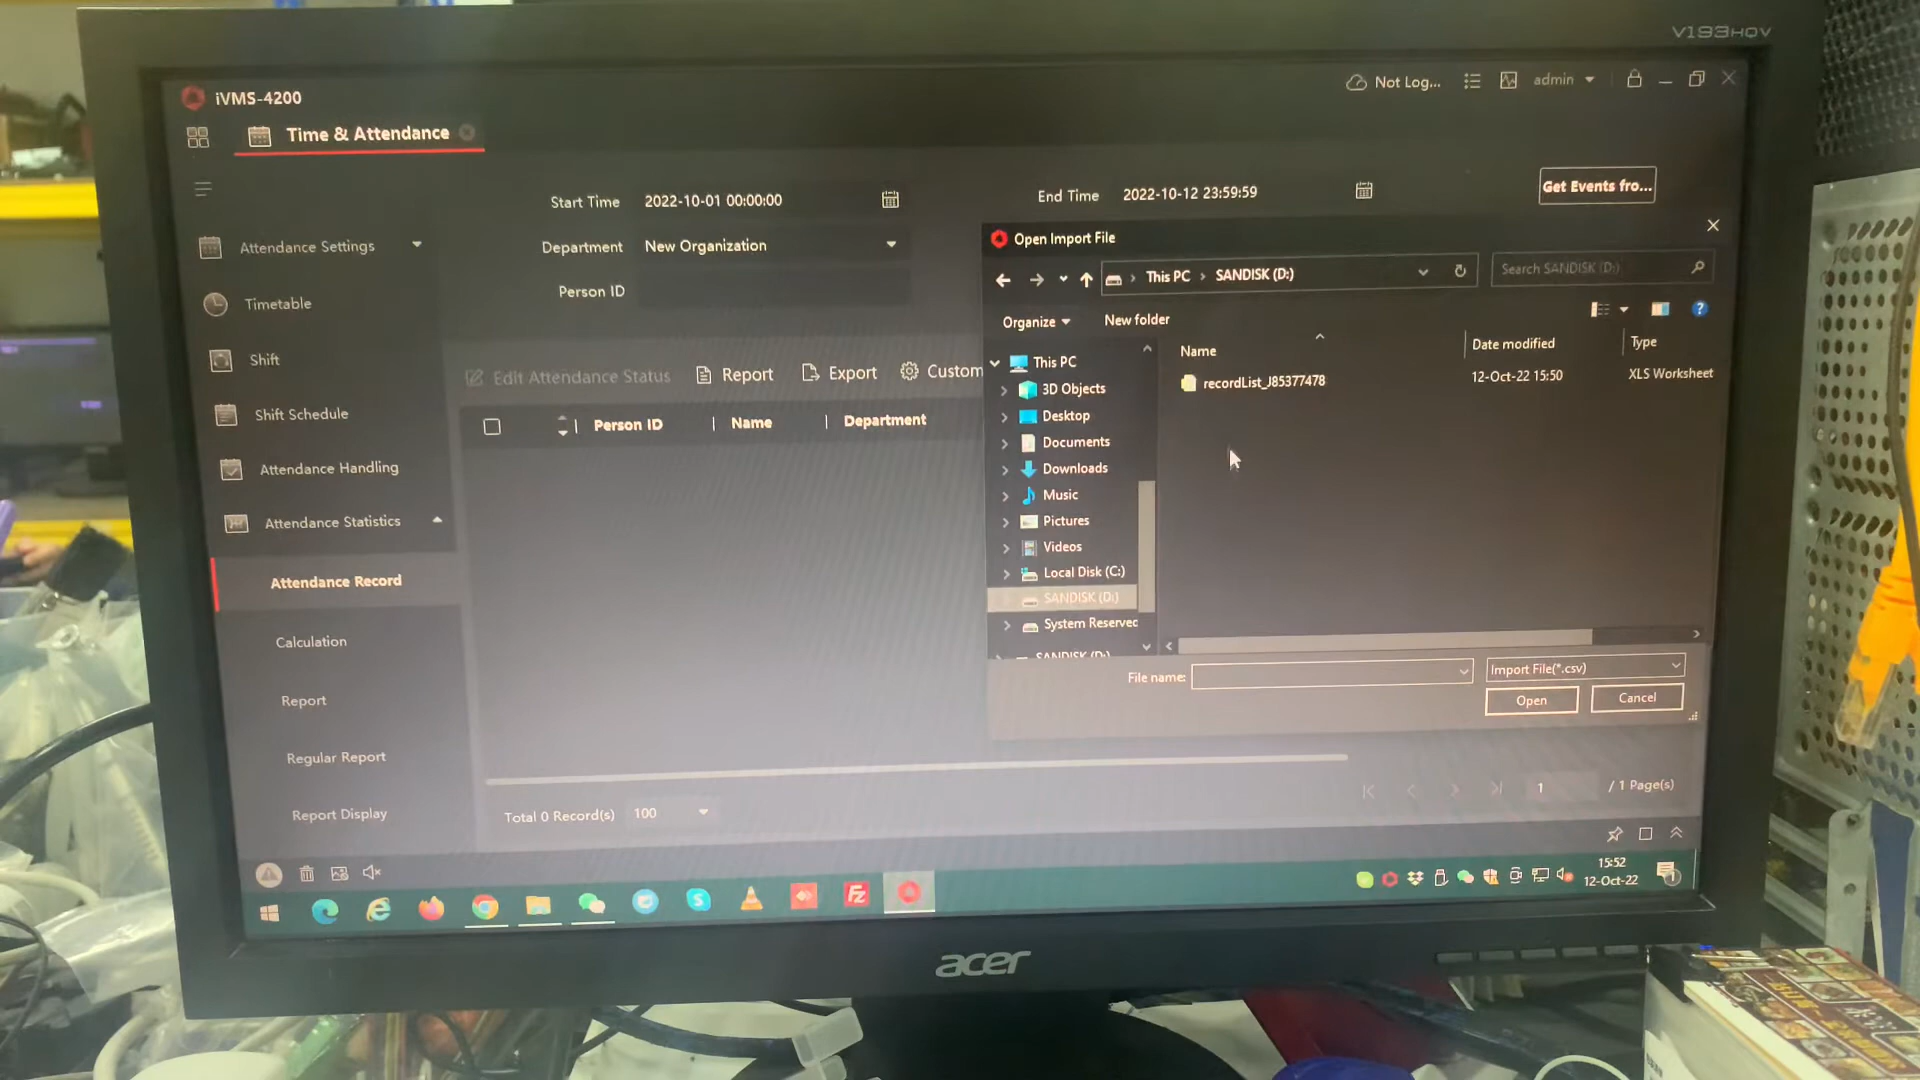 V193HQV
iVMS-4200
Not Log...
admin
Time & Attendance
Start Time
2022-10-01 00:00:00
End Time
2022-10-12 23:59:59
Get Events fro...
Attendance Settings
Department
New Organization
Person ID
Timetable
Shift
Shift Schedule
Attendance Handling
Attendance Statistics
Attendance Record
Calculation
Report
Regular Report
Report Display
Edit Attendance Status
Report
Export
Custom
Person ID
Name
Department
Open Import File
This PC
SANDISK (D:)
Search SANDISK (D:)
Organize
New folder
This PC
3D Objects
Desktop
Documents
Downloads
Music
Pictures
Videos
Local Disk (C:)
SANDISK (D:)
System Reserved
SANDISK (D:)
Name
Date modified
Type
recordList_J85377478
12-Oct-22 15:50
XLS Worksheet
File name:
Import File(*.csv)
Open
Cancel
Total 0 Record(s)
100
1
/ 1 Page(s)
15:52
12-Oct-22
1
acer